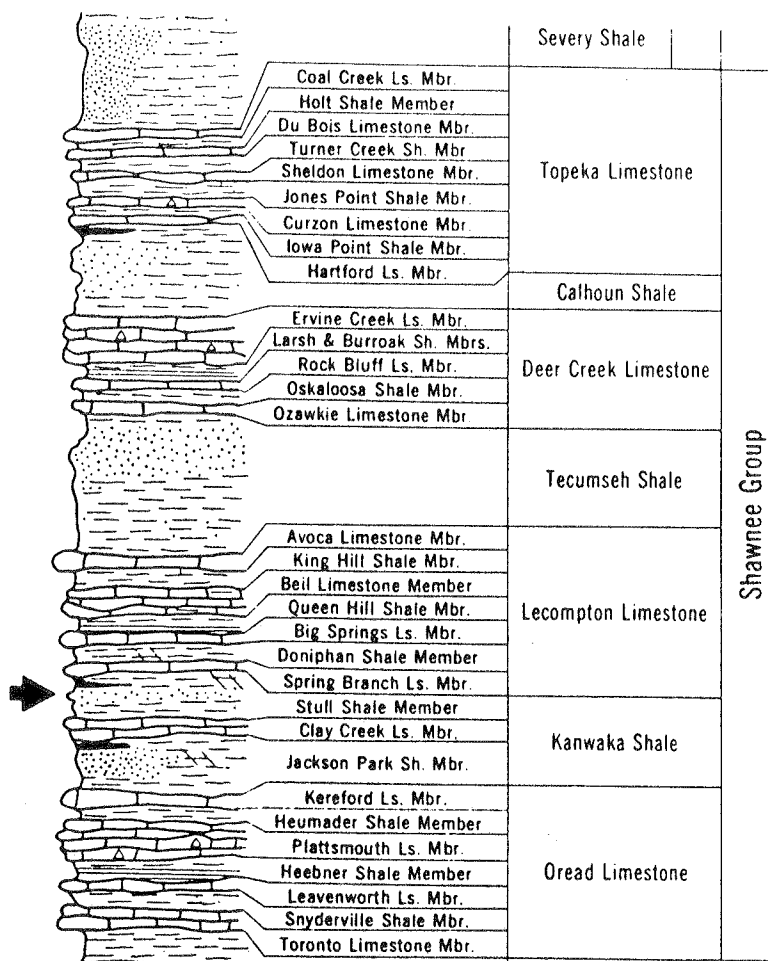 Severy Shale
Coal Creek Ls. Mbr.
Holt Shale Member
Du Bois Limestone Mbr.
Turner Creek Sh. Mbr.
Sheldon Limestone Mbr.
Jones Point Shale Mbr.
Curzon Limestone Mbr.
Iowa Point Shale Mbr.
Hartford Ls. Mbr.
Topeka Limestone
Calhoun Shale
Ervine Creek Ls. Mbr.
Larsh & Burroak Sh. Mbrs.
Rock Bluff Ls. Mbr.
Oskaloosa Shale Mbr.
Ozawkie Limestone Mbr.
Deer Creek Limestone
Tecumseh Shale
Avoca Limestone Mbr.
King Hill Shale Mbr.
Beil Limestone Member
Queen Hill Shale Mbr.
Big Springs Ls. Mbr.
Doniphan Shale Member
Spring Branch Ls. Mbr.
Lecompton Limestone
Stull Shale Member
Clay Creek Ls. Mbr.
Jackson Park Sh. Mbr.
Kanwaka Shale
Kereford Ls. Mbr.
Heumader Shale Member
Plattsmouth Ls. Mbr.
Heebner Shale Member
Leavenworth Ls. Mbr.
Snyderville Shale Mbr.
Toronto Limestone Mbr.
Oread Limestone
Shawnee Group